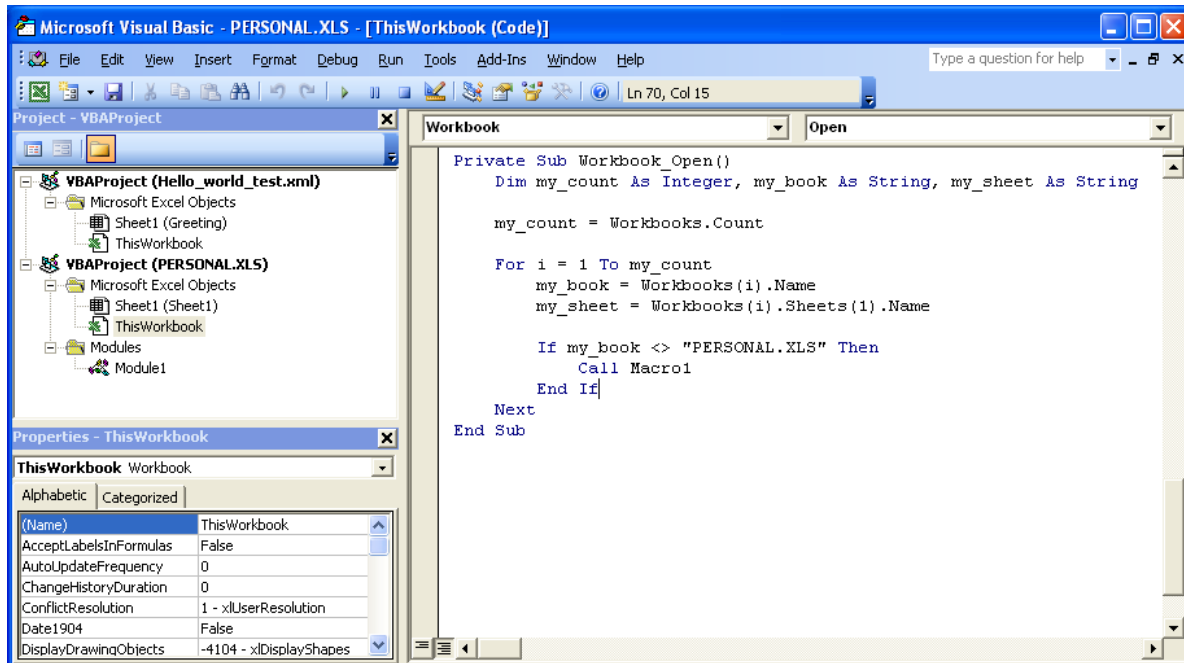 Microsoft Visual Basic - PERSONAL.XLS - [ThisWorkbook (Code)]
File Edit View Insert Format Debug Run Tools Add-Ins Window Help Type a question for help
Ln 70, Col 15
Project - VBAProject
VBAProject (Hello_world_test.xml)
Microsoft Excel Objects
Sheet1 (Greeting)
ThisWorkbook
VBAProject (PERSONAL.XLS)
Microsoft Excel Objects
Sheet1 (Sheet1)
ThisWorkbook
Modules
Module1
Properties - ThisWorkbook
ThisWorkbook Workbook
Alphabetic Categorized
(Name) ThisWorkbook
AcceptLabelsInFormulas False
AutoUpdateFrequency 0
ChangeHistoryDuration 0
ConflictResolution 1 - xlUserResolution
Date1904 False
DisplayDrawingObjects -4104 - xlDisplayShapes
Workbook Open
Private Sub Workbook_Open()
Dim my_count As Integer, my_book As String, my_sheet As String
my_count = Workbooks.Count
For i = 1 To my_count
my_book = Workbooks(i).Name
my_sheet = Workbooks(i).Sheets(1).Name
If my_book <> "PERSONAL.XLS" Then
Call Macro1
End If
Next
End Sub